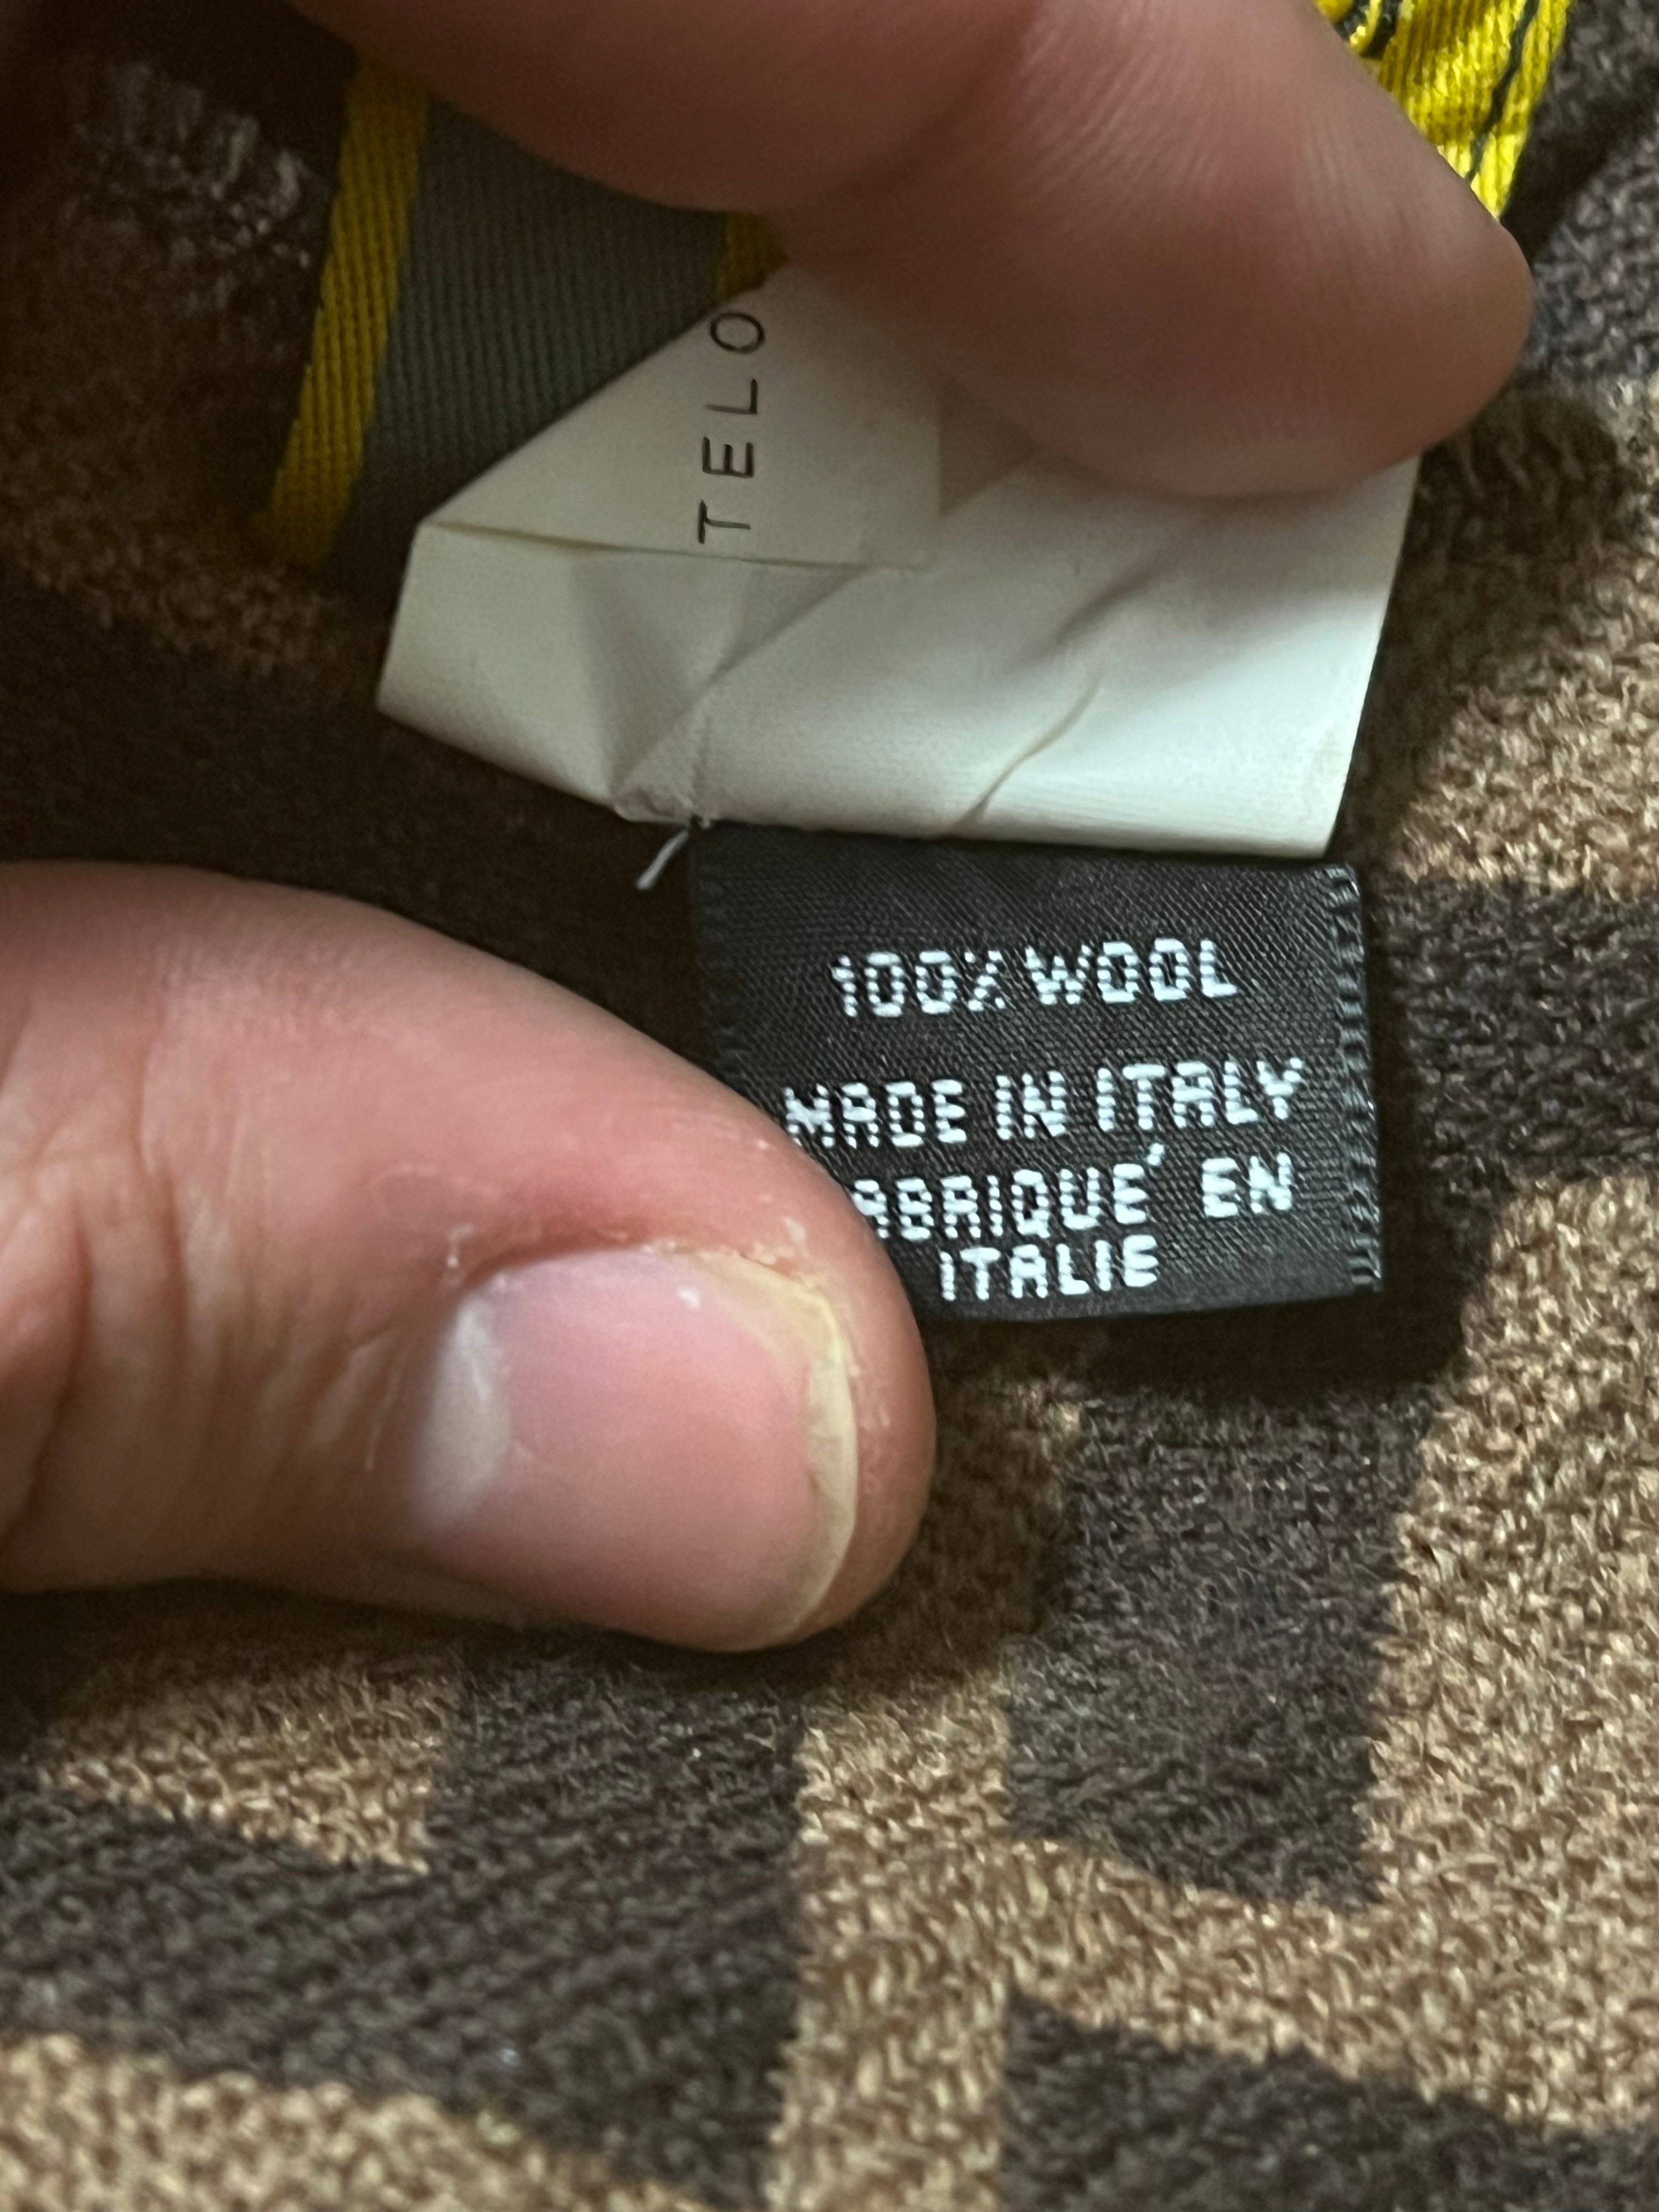 TELO
100% WOOL
MADE IN ITALY
ABRIQUE´ EN
ITALIE